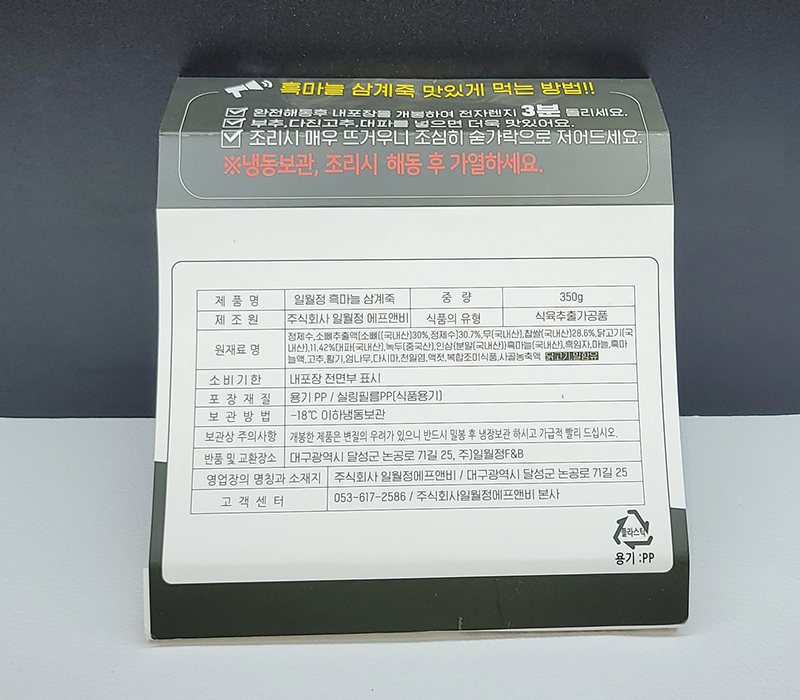 흑마늘 삼계죽 맛있게 먹는 방법!!
완전해동후 내포장을 개봉하여 전자렌지 3분 돌리세요.
부추,다진고추,대파를 넣으면 더욱 맛있어요.
조리시 매우 뜨거우니 조심히 숟가락으로 저어드세요.
※냉동보관, 조리시 해동 후 가열하세요.
제 품 명 일월정 흑마늘 삼계죽 중 량 350g
제 조 원 주식회사 일월정 에프앤비 식품의 유형 식육추출가공품
원재료 명 정제수,소뼈추출액[소뼈{(국내산)30%,정제수}30.7%,무(국내산),찹쌀(국내산)28.6%,닭고기(국
내산),11.42%대파(국내산),녹두(중국산),인삼{분말(국내산)}흑마늘(국내산),흑임자,마늘,흑마
늘액,고추,황기,엄나무,다시마,천일염,액젓,복합조미식품,사골농축액 닭고기,밀함유
소 비 기 한 내포장 전면부 표시
포 장 재 질 용기 PP / 실링필름PP(식품용기)
보 관 방 법 -18℃ 이하냉동보관
보관상 주의사항 개봉한 제품은 변질의 우려가 있으니 반드시 밀봉 후 냉장보관 하시고 가급적 빨리 드십시오.
반품 및 교환장소 대구광역시 달성군 논공로 71길 25, 주)일월정F&B
영업장의 명칭과 소재지 주식회사 일월정에프앤비 / 대구광역시 달성군 논공로 71길 25
고 객 센 터 053-617-2586 / 주식회사일월정에프앤비 본사
플라스틱
용기 :PP